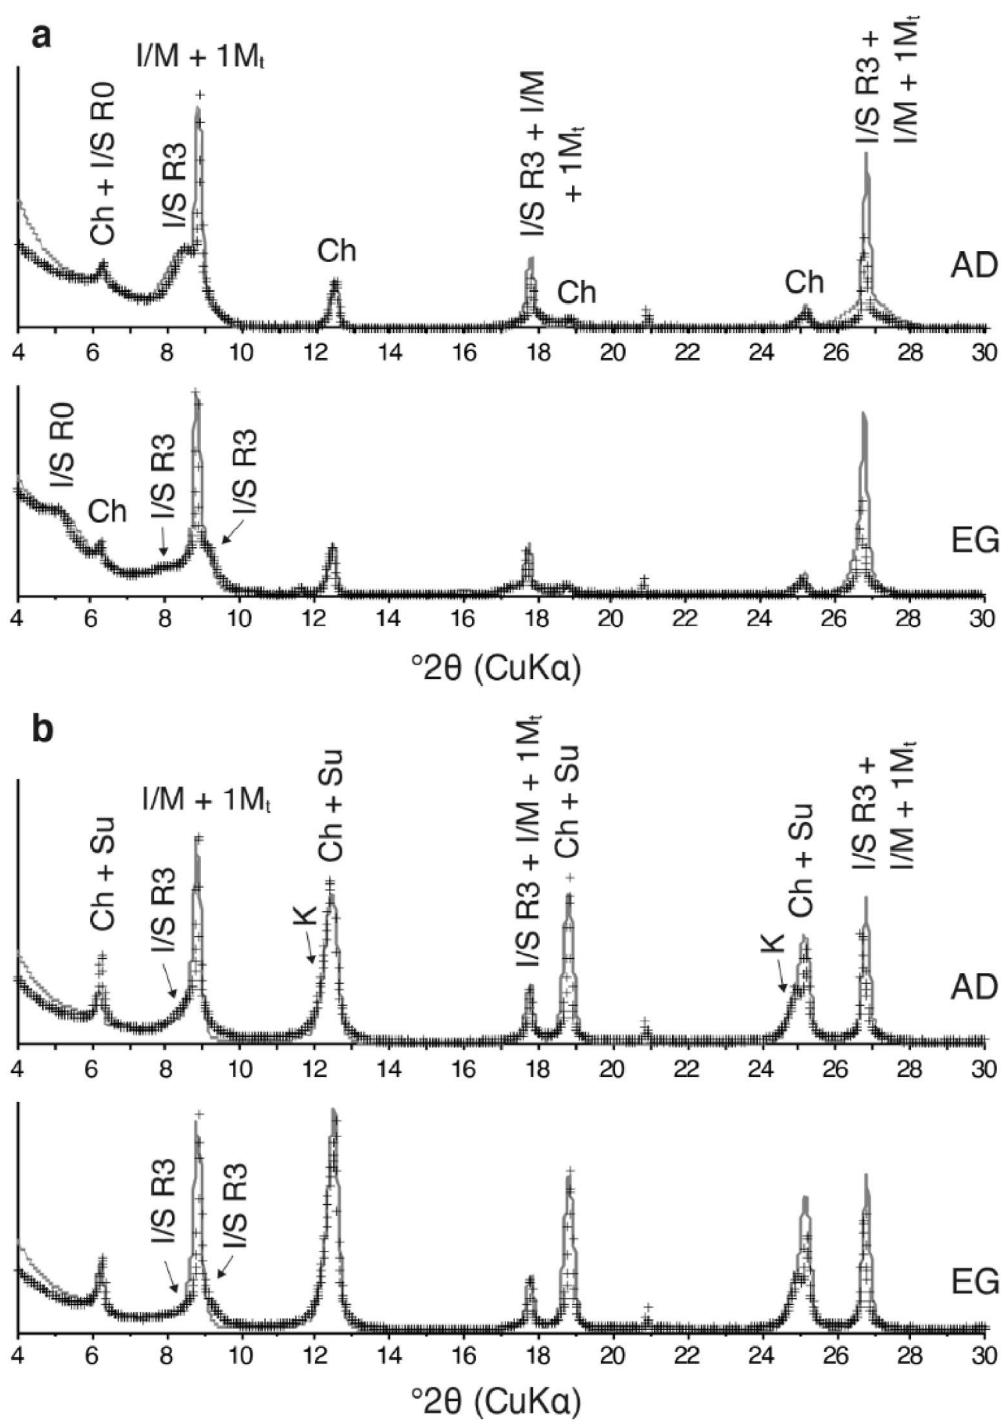 a
I/M + 1Mt
Ch + I/S R0
I/S R3
Ch
I/S R3 + I/M
+ 1Mt
Ch
Ch
I/S R3 +
I/M + 1Mt
AD
4 6 8 10 12 14 16 18 20 22 24 26 28 30
I/S R0
Ch
I/S R3
I/S R3
EG
4 6 8 10 12 14 16 18 20 22 24 26 28 30
°2θ (CuKα)
b
Ch + Su
I/M + 1Mt
I/S R3
K
Ch + Su
I/S R3 + I/M + 1Mt
Ch + Su
K
Ch + Su
I/S R3 +
I/M + 1Mt
AD
4 6 8 10 12 14 16 18 20 22 24 26 28 30
I/S R3
I/S R3
EG
4 6 8 10 12 14 16 18 20 22 24 26 28 30
°2θ (CuKα)